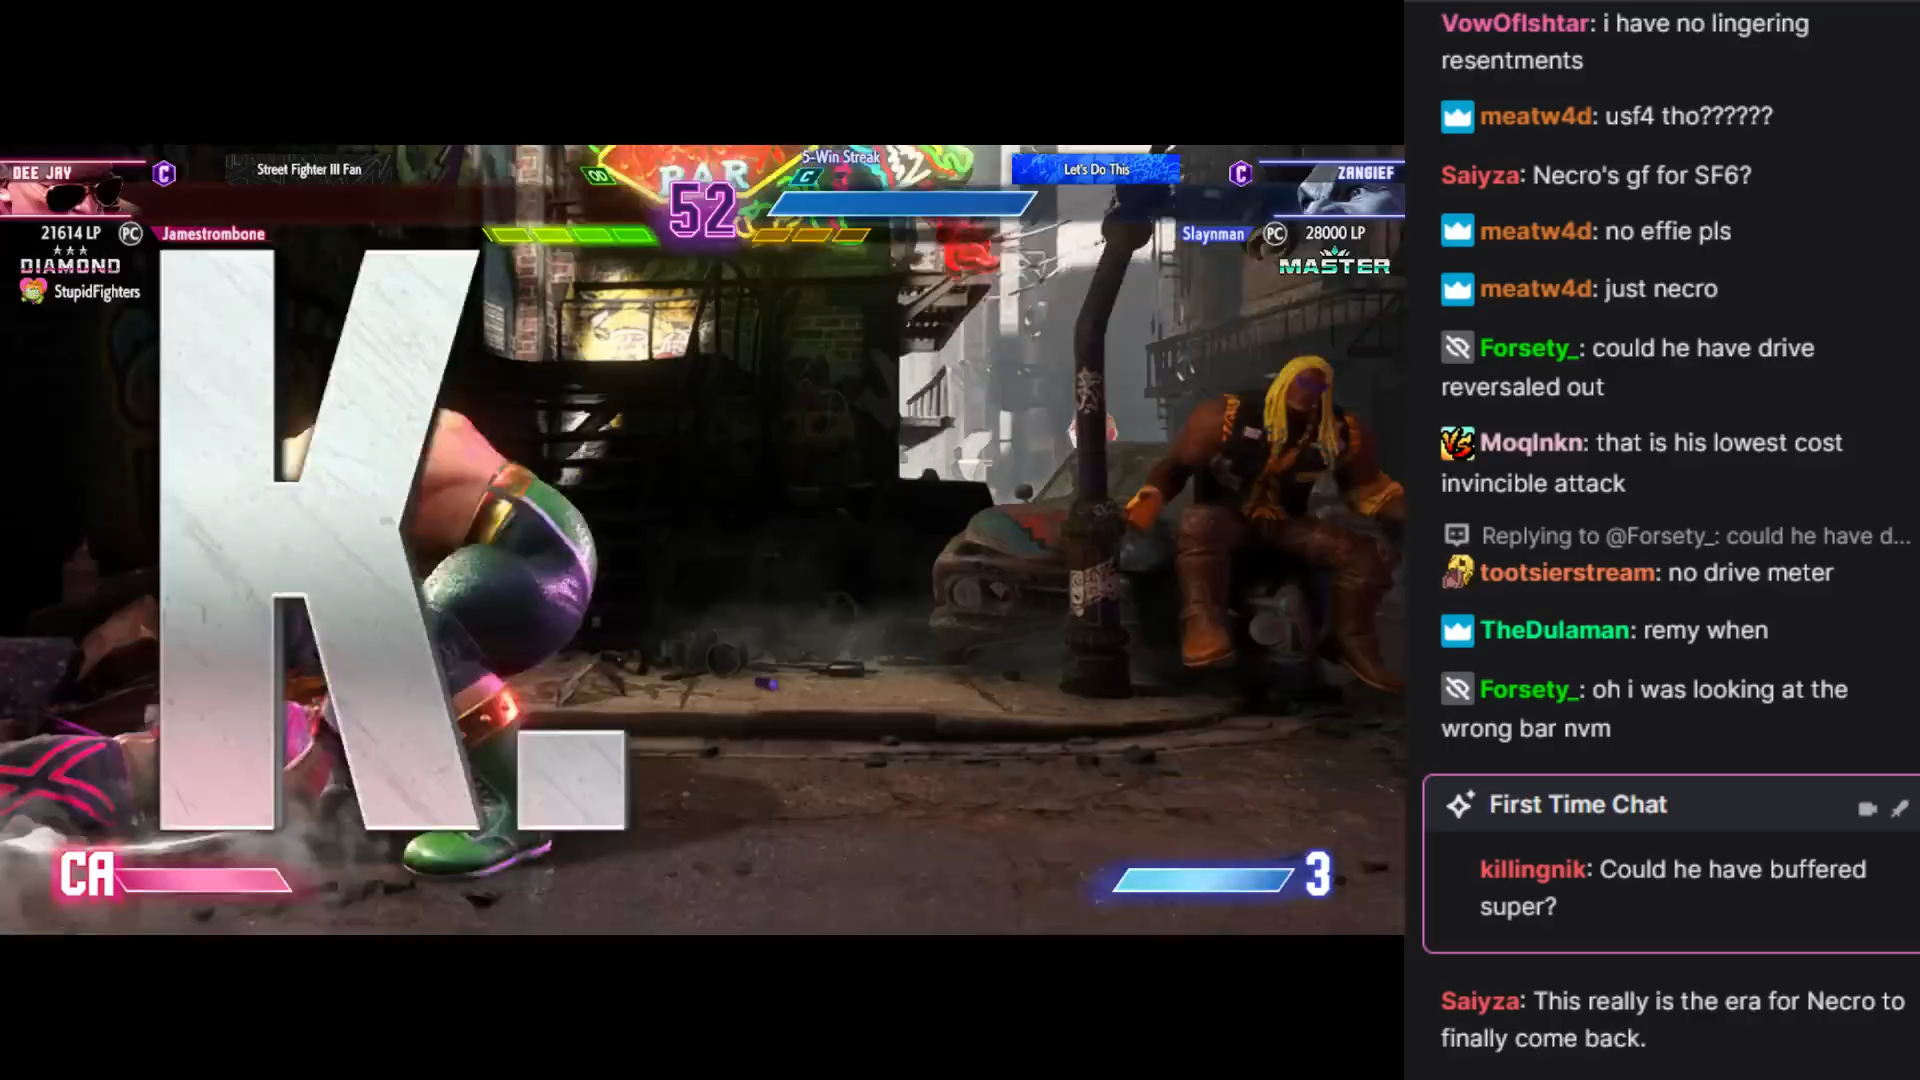 DEE JAY
C
Street Fighter III Fan
OD
BAR
5-Win Streak
C
52
Let's Do This
C
ZANGIEF
21614 LP
PC
Jamestrombone
DIAMOND
StupidFighters
Slaynman
PC
28000 LP
MASTER
K.
CA
3
VowOfIshtar: i have no lingering
resentments
meatw4d: usf4 tho??????
Saiyza: Necro's gf for SF6?
meatw4d: no effie pls
meatw4d: just necro
Forsety_: could he have drive
reversaled out
MoqInkn: that is his lowest cost
invincible attack
Replying to @Forsety_: could he have d...
tootsierstream: no drive meter
TheDulaman: remy when
Forsety_: oh i was looking at the
wrong bar nvm
First Time Chat
killingnik: Could he have buffered
super?
Saiyza: This really is the era for Necro to
finally come back.